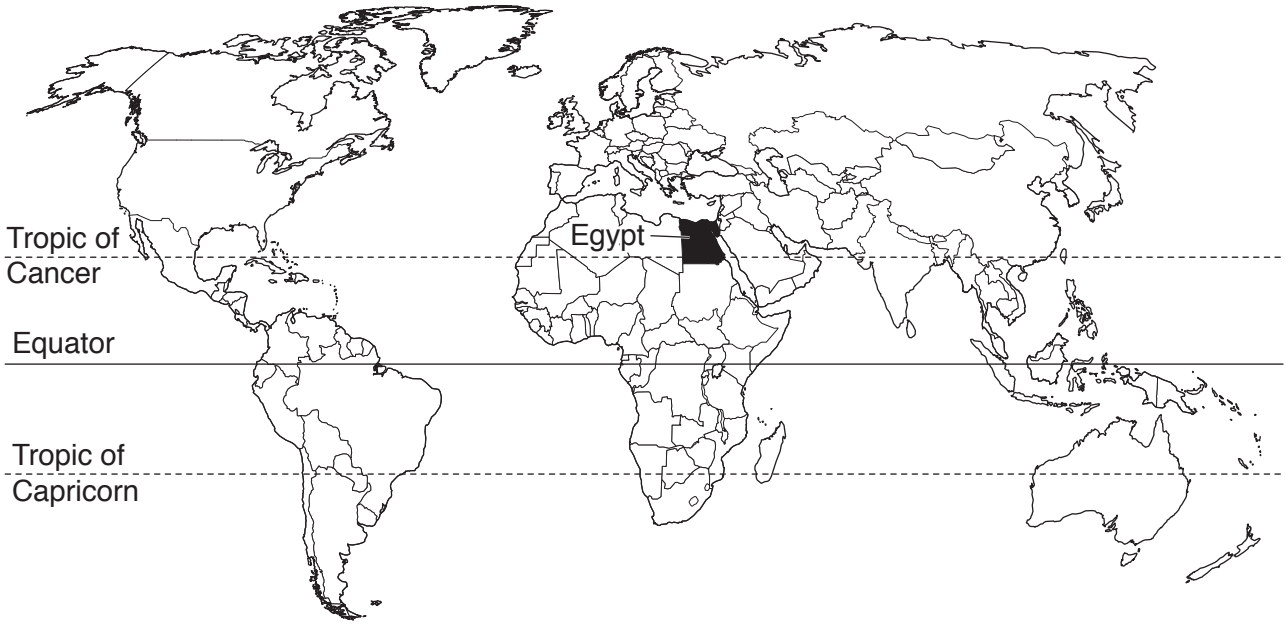 Egypt
Tropic of
Cancer
Equator
Tropic of
Capricorn